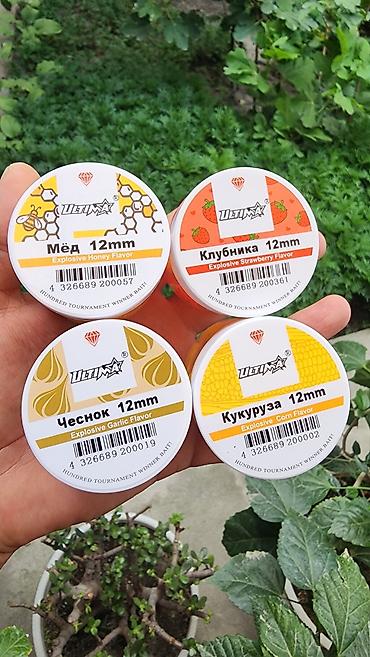 ULTIMA
®
Мёд 12mm
Explosive Honey Flavor
4 326689 200057
HUNDRED TOURNAMENT WINNER BAIT!
ULTIMA
®
Клубника 12mm
Explosive Strawberry Flavor
4 326689 200361
HUNDRED TOURNAMENT WINNER BAIT!
ULTIMA
®
Чеснок 12mm
Explosive Garlic Flavor
4 326689 200019
HUNDRED TOURNAMENT WINNER BAIT!
ULTIMA
®
Кукуруза 12mm
Explosive Corn Flavor
4 326689 200002
HUNDRED TOURNAMENT WINNER BAIT!